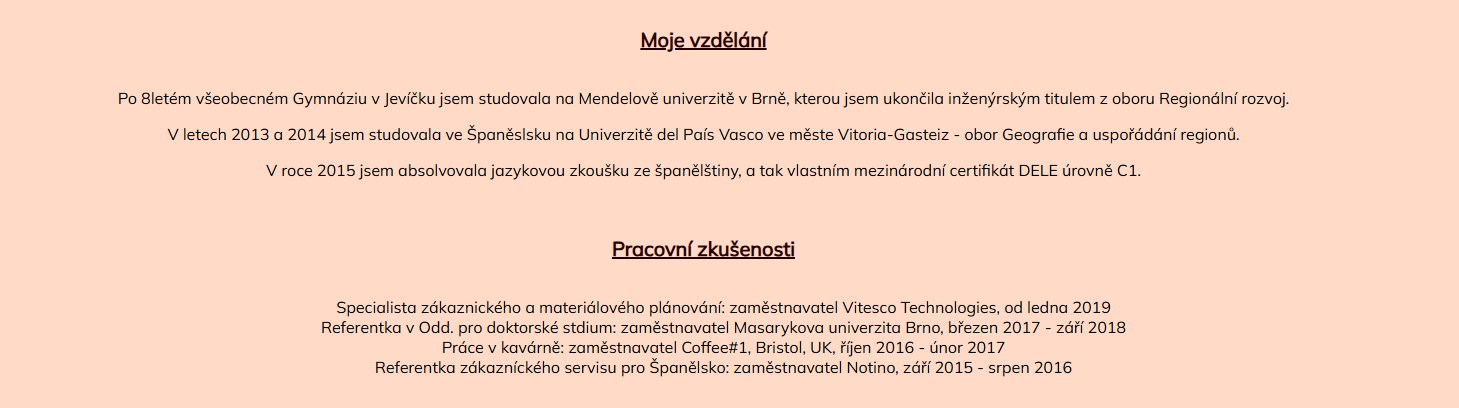 Moje vzdělání
Po 8letém všeobecném Gymnáziu v Jevíčku jsem studovala na Mendelově univerzitě v Brně, kterou jsem ukončila inženýrským titulem z oboru Regionální rozvoj.
V letech 2013 a 2014 jsem studovala ve Španěslsku na Univerzitě del País Vasco ve měste Vitoria-Gasteiz - obor Geografie a uspořádání regionů.
V roce 2015 jsem absolvovala jazykovou zkoušku ze španělštiny, a tak vlastním mezinárodní certifikát DELE úrovně C1.
Pracovní zkušenosti
Specialista zákaznického a materiálového plánování: zaměstnavatel Vitesco Technologies, od ledna 2019
Referentka v Odd. pro doktorské stdium: zaměstnavatel Masarykova univerzita Brno, březen 2017 - září 2018
Práce v kavárně: zaměstnavatel Coffee#1, Bristol, UK, říjen 2016 - únor 2017
Referentka zákazníckého servisu pro Španělsko: zaměstnavatel Notino, září 2015 - srpen 2016